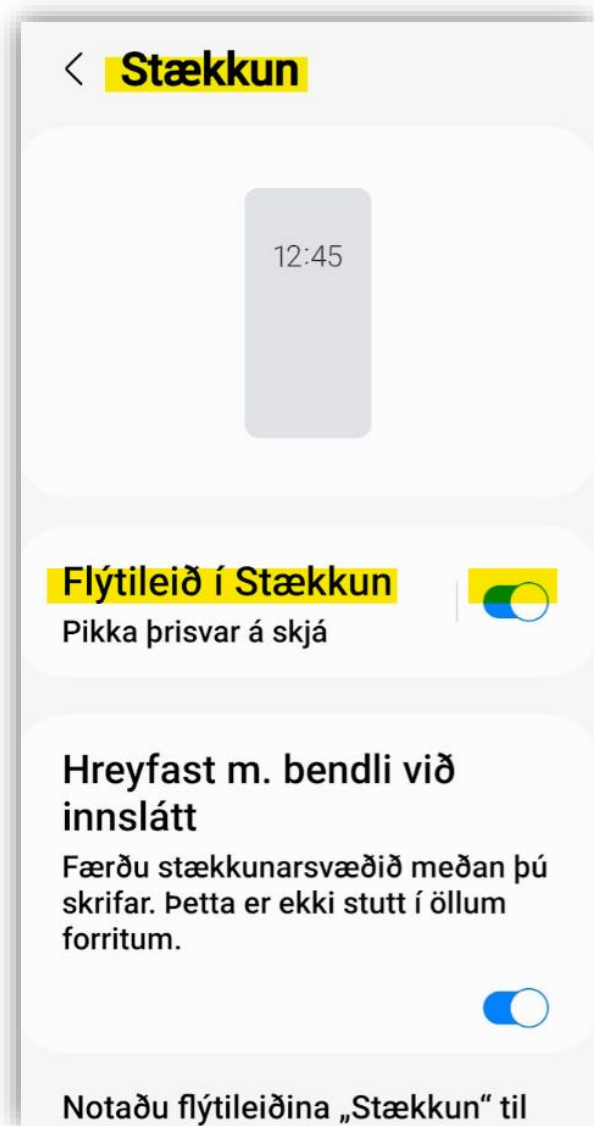 Stækkun
12:45
Flýtileið í Stækkun
Pikka þrisvar á skjá
Hreyfast m. bendli við
innslátt
Færðu stækkunarsvæðið meðan þú
skrifar. Þetta er ekki stutt í öllum
forritum.
Notaðu flýtileiðina „Stækkun“ til